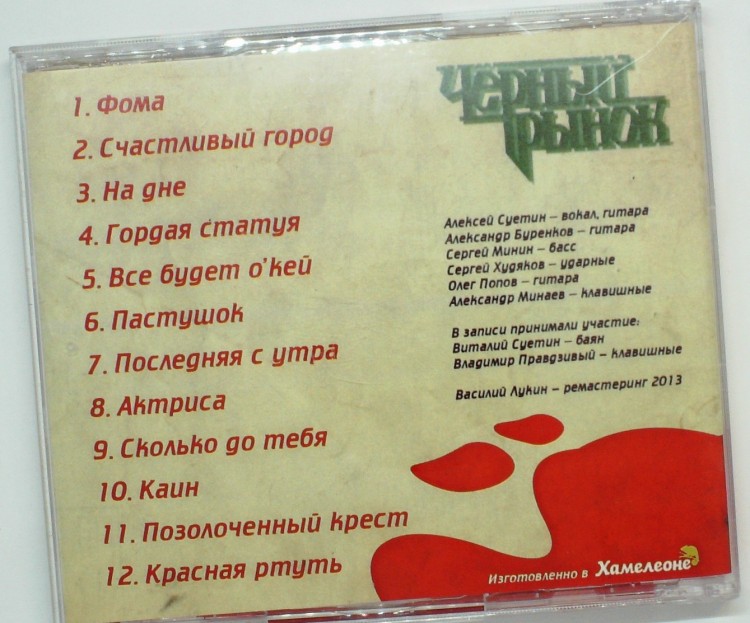 1. Фома
2. Счастливый город
3. На дне
4. Гордая статуя
5. Все будет о'кей
6. Пастушок
7. Последняя с утра
8. Актриса
9. Сколько до тебя
10. Каин
11. Позолоченный крест
12. Красная ртуть
Чёрный
Рынок
Алексей Суетин – вокал, гитара
Александр Буренков – гитара
Сергей Минин – басс
Сергей Худяков – ударные
Олег Попов – гитара
Александр Минаев – клавишные
В записи принимали участие:
Виталий Суетин – баян
Владимир Правдзивый – клавишные
Василий Лукин – ремастеринг 2013
Изготовленно в Хамелеоне